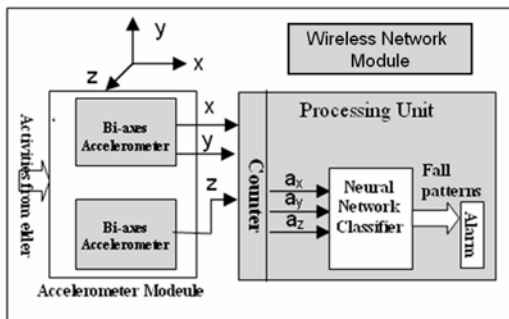 y
x
z
Wireless Network
Module
Activities from elder
Bi-axes
Accelerometer
x
y
z
Bi-axes
Accelerometer
Accelerometer Modeule
Processing Unit
Counter
ax
ay
az
Neural
Network
Classifier
Fall
patterns
Alarm